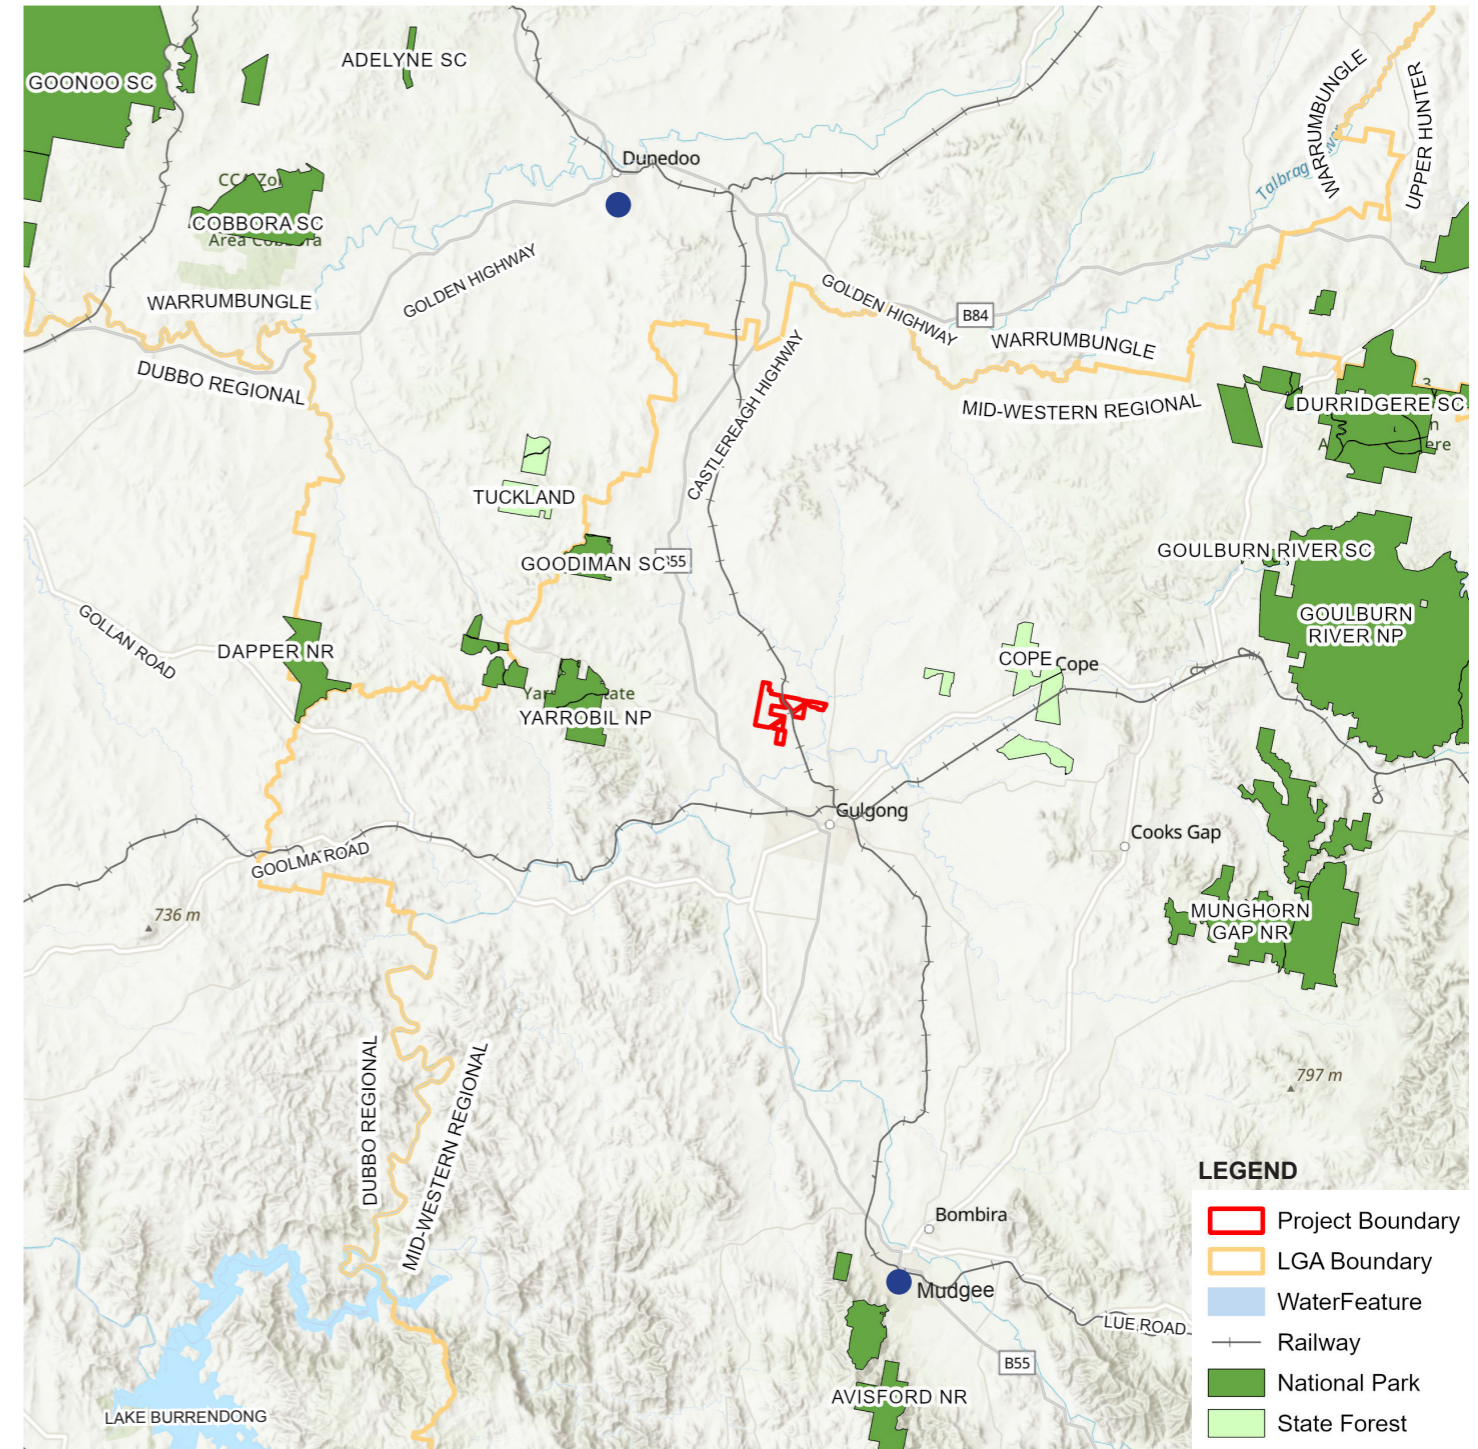 ADELYNE SC
GOONOO SC
WARRUMBUNGLE
UPPER HUNTER
Dunedoo
COBBORA SC
GOLDEN HIGHWAY
WARRUMBUNGLE
GOLDEN HIGHWAY
B84
WARRUMBUNGLE
DUBBO REGIONAL
CASTLEREAGH HIGHWAY
MID-WESTERN REGIONAL
DURRIDGERE SC
TUCKLAND
GOODIMAN SC
GOULBURN RIVER SC
GOULBURN
RIVER NP
GOLLAN ROAD
DAPPER NR
COPE
Cope
YARROBIL NP
Gulgong
Cooks Gap
GOOLMA ROAD
736 m
MUNGHORN
GAP NR
DUBBO REGIONAL
MID-WESTERN REGIONAL
797 m
Bombira
Mudgee
LUE ROAD
B55
AVISFORD NR
LAKE BURRENDONG
LEGEND
Project Boundary
LGA Boundary
WaterFeature
Railway
National Park
State Forest